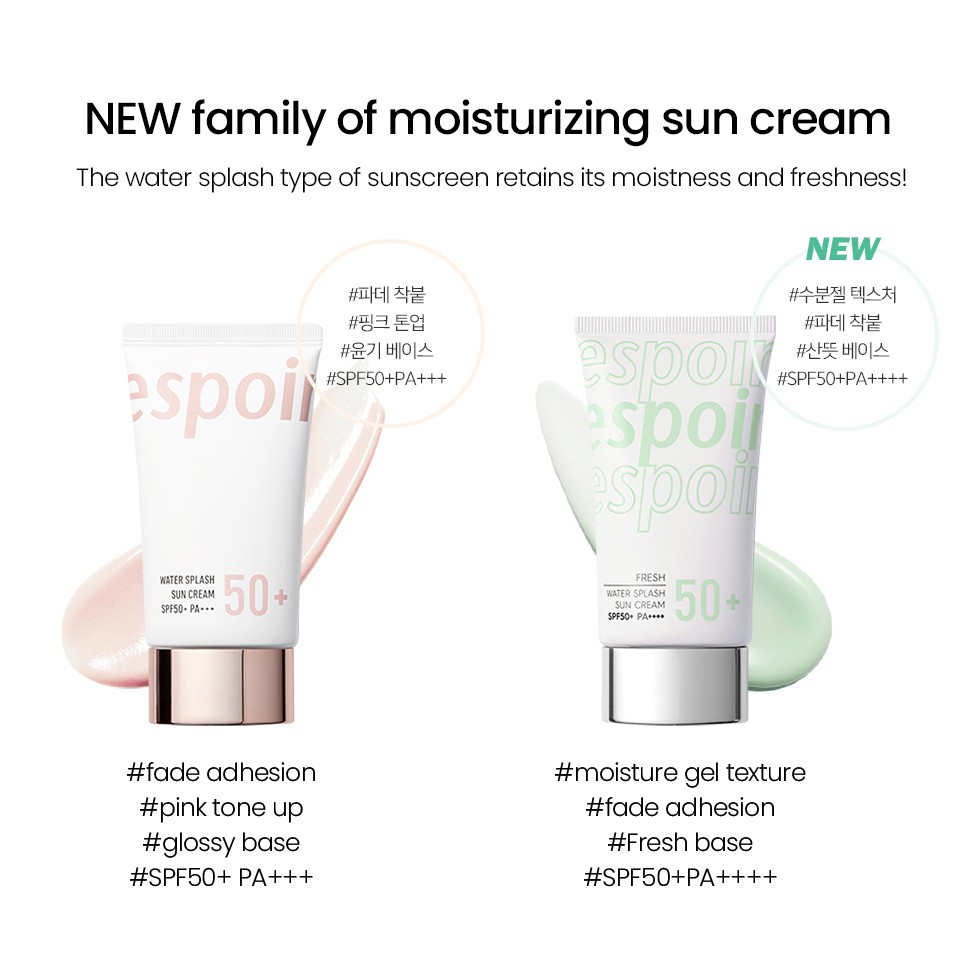 NEW family of moisturizing sun cream
The water splash type of sunscreen retains its moistness and freshness!
#파데 착붙
#핑크 톤업
#윤기 베이스
#SPF50+PA+++
espoir
WATER SPLASH
SUN CREAM
SPF50+ PA+++
50+
#fade adhesion
#pink tone up
#glossy base
#SPF50+ PA+++
NEW
#수분젤 텍스처
#파데 착붙
#산뜻 베이스
#SPF50+PA++++
espoir
espoir
espoir
FRESH
WATER SPLASH
SUN CREAM
SPF50+ PA++++
50+
#moisture gel texture
#fade adhesion
#Fresh base
#SPF50+PA++++